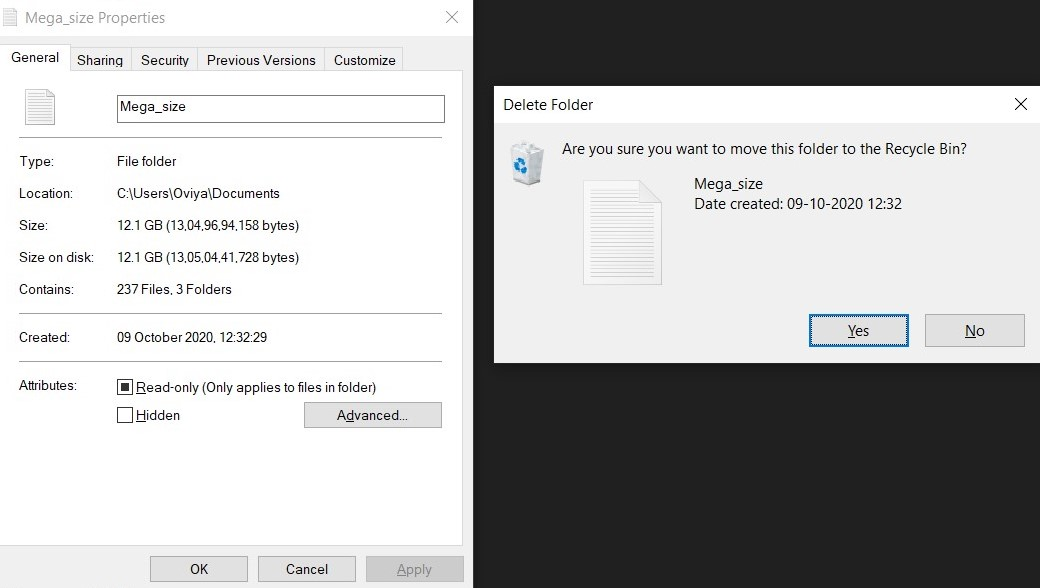 Mega_size Properties
General Sharing Security Previous Versions Customize
Mega_size
Type: File folder
Location: C:\Users\Oviya\Documents
Size: 12.1 GB (13,04,96,94,158 bytes)
Size on disk: 12.1 GB (13,05,04,41,728 bytes)
Contains: 237 Files, 3 Folders
Created: 09 October 2020, 12:32:29
Attributes: Read-only (Only applies to files in folder)
Hidden Advanced...
OK Cancel Apply
Delete Folder
Are you sure you want to move this folder to the Recycle Bin?
Mega_size
Date created: 09-10-2020 12:32
Yes No